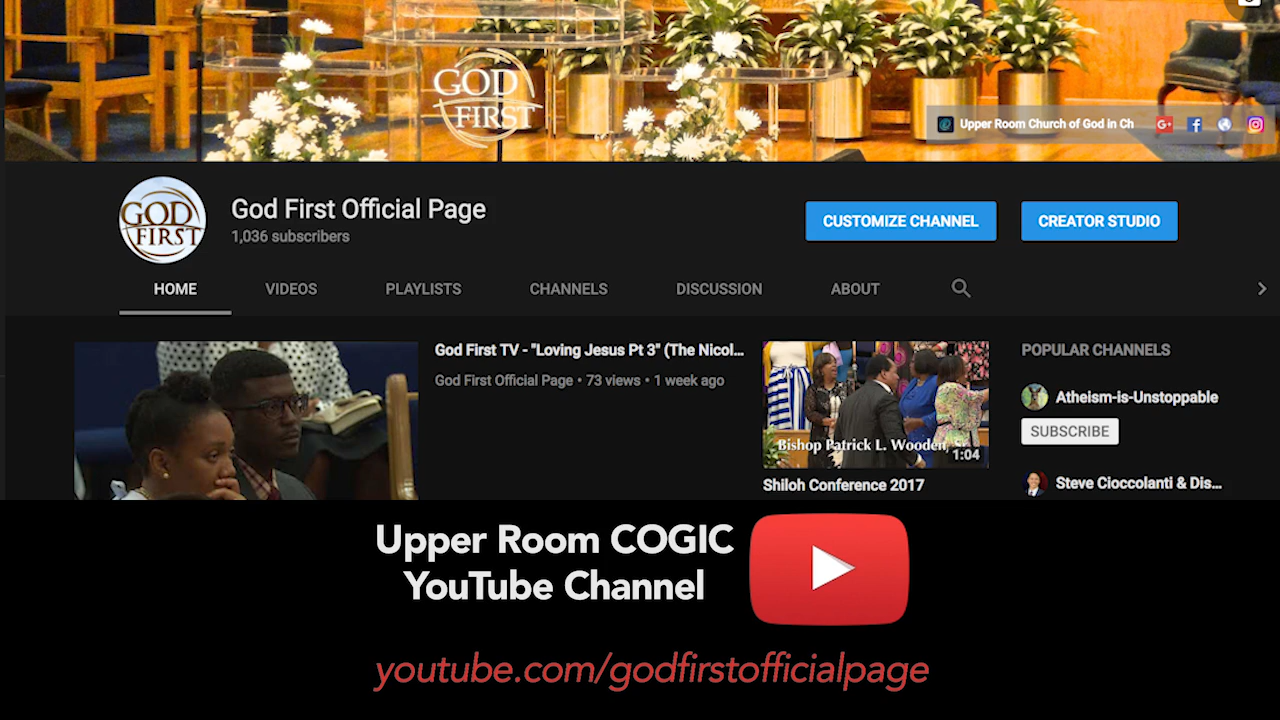 GOD
FIRST
Upper Room Church of God in Ch
GOD
FIRST
God First Official Page
1,036 subscribers
CUSTOMIZE CHANNEL
CREATOR STUDIO
HOME
VIDEOS
PLAYLISTS
CHANNELS
DISCUSSION
ABOUT
God First TV - "Loving Jesus Pt 3" (The Nicol...
God First Official Page • 73 views • 1 week ago
Bishop Patrick L. Wooden, Sr.
1:04
Shiloh Conference 2017
POPULAR CHANNELS
Atheism-is-Unstoppable
SUBSCRIBE
Steve Cioccolanti & Dis...
Upper Room COGIC
YouTube Channel
youtube.com/godfirstofficialpage